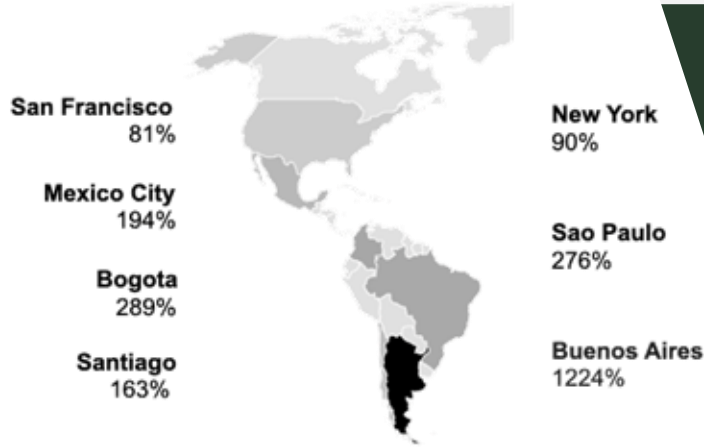 San Francisco
81%
Mexico City
194%
Bogota
289%
Santiago
163%
New York
90%
Sao Paulo
276%
Buenos Aires
1224%